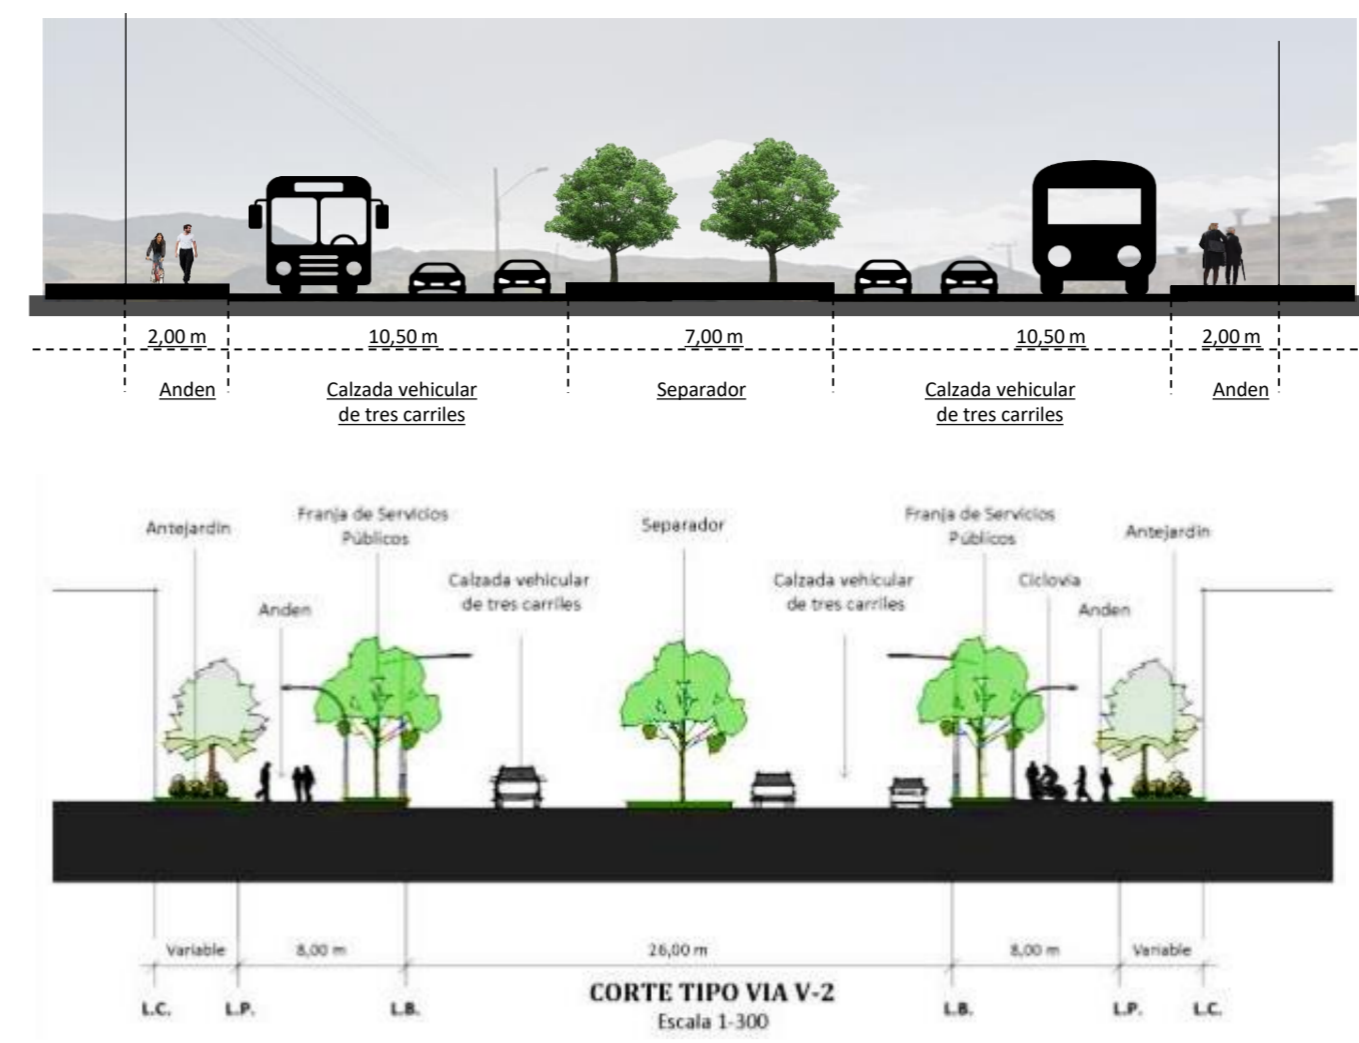 2,00 m 10,50 m 7,00 m 10,50 m 2,00 m
Anden Calzada vehicular Separador Calzada vehicular Anden
de tres carriles de tres carriles
Antejardin Franja de Servicios Separador Franja de Servicios Antejardin
Públicos Públicos
Calzada vehicular Calzada vehicular Ciclovia
de tres carriles de tres carriles
Anden Anden
Variable 8,00 m 26,00 m 8,00 m Variable
CORTE TIPO VIA V-2
L.C. L.P. L.B. L.B. L.P. L.C.
Escala 1-300